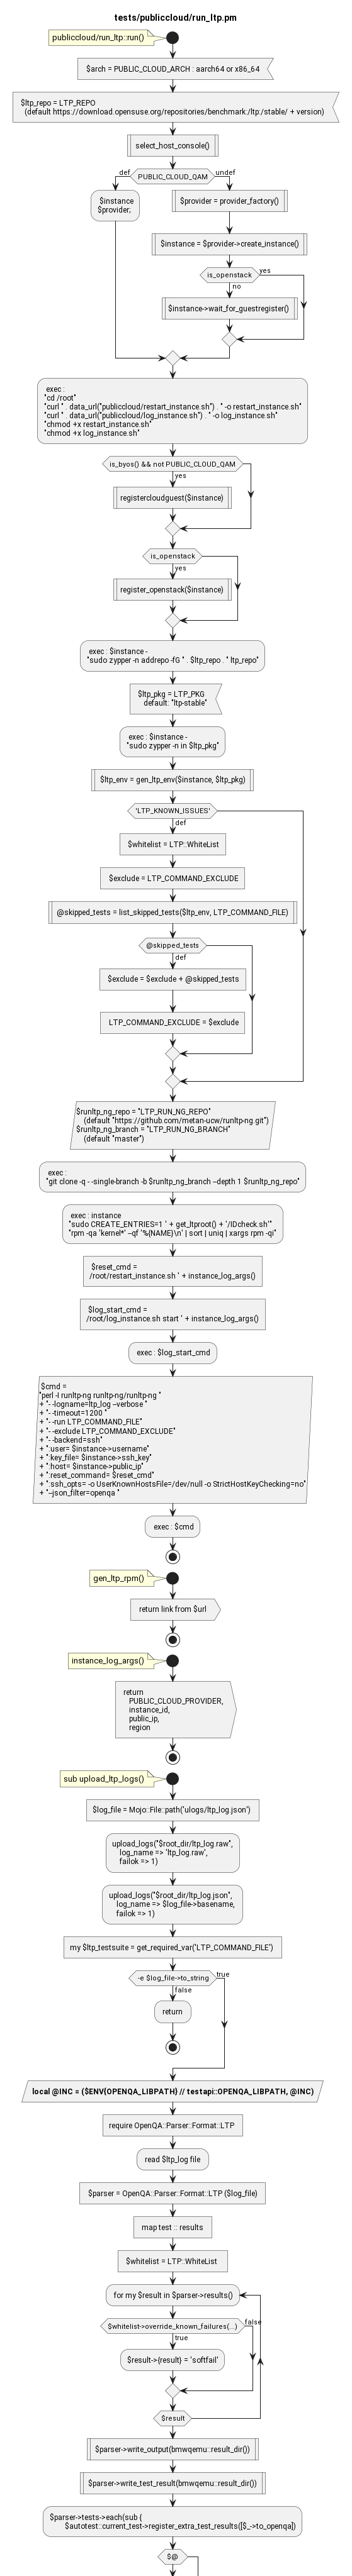 tests/publiccloud/run_ltp.pm
publiccloud/run_ltp::run()
$arch = PUBLIC_CLOUD_ARCH : aarch64 or x86_64
$ltp_repo = LTP_REPO
(default https://download.opensuse.org/repositories/benchmark:/ltp:/stable/ + version)
select_host_console()
PUBLIC_CLOUD_QAM
def
undef
$instance
$provider;
$provider = provider_factory()
$instance = $provider->create_instance()
is_openstack
yes
no
$instance->wait_for_guestregister()
exec :
"cd /root"
"curl " . data_url("publiccloud/restart_instance.sh") . " -o restart_instance.sh"
"curl " . data_url("publiccloud/log_instance.sh") . " -o log_instance.sh"
"chmod +x restart_instance.sh"
"chmod +x log_instance.sh"
is_byos() && not PUBLIC_CLOUD_QAM
yes
registercloudguest($instance)
is_openstack
yes
register_openstack($instance)
exec : $instance -
"sudo zypper -n addrepo -fG " . $ltp_repo . " ltp_repo"
$ltp_pkg = LTP_PKG
default: "ltp-stable"
exec : $instance -
"sudo zypper -n in $ltp_pkg"
$ltp_env = gen_ltp_env($instance, $ltp_pkg)
'LTP_KNOWN_ISSUES'
def
$whitelist = LTP::WhiteList
$exclude = LTP_COMMAND_EXCLUDE
@skipped_tests = list_skipped_tests($ltp_env, LTP_COMMAND_FILE)
@skipped_tests
def
$exclude = $exclude + @skipped_tests
LTP_COMMAND_EXCLUDE = $exclude
$runltp_ng_repo = "LTP_RUN_NG_REPO"
(default "https://github.com/metan-ucw/runltp-ng.git")
$runltp_ng_branch = "LTP_RUN_NG_BRANCH"
(default "master")
exec :
"git clone -q - -single-branch -b $runltp_ng_branch --depth 1 $runltp_ng_repo"
exec : instance
"sudo CREATE_ENTRIES=1 ' + get_ltproot() + '/IDcheck.sh'"
"rpm -qa 'kernel*' --qf '%{NAME}\n' | sort | uniq | xargs rpm -qi"
$reset_cmd =
/root/restart_instance.sh ' + instance_log_args()
$log_start_cmd =
/root/log_instance.sh start ' + instance_log_args()
exec : $log_start_cmd
$cmd =
"perl -I runltp-ng runltp-ng/runltp-ng "
+ "- -logname=ltp_log --verbose "
+ "- -timeout=1200 "
+ "- -run LTP_COMMAND_FILE"
+ "- -exclude LTP_COMMAND_EXCLUDE"
+ "- -backend=ssh"
+ ":user= $instance->username"
+ ":key_file= $instance->ssh_key"
+ ":host= $instance->public_ip"
+ ":reset_command= $reset_cmd"
+ ":ssh_opts= -o UserKnownHostsFile=/dev/null -o StrictHostKeyChecking=no"
+ "--json_filter=openqa "
exec : $cmd
gen_ltp_rpm()
return link from $url
instance_log_args()
return
PUBLIC_CLOUD_PROVIDER,
instance_id,
public_ip,
region
sub upload_ltp_logs()
$log_file = Mojo::File::path('ulogs/ltp_log.json')
upload_logs("$root_dir/ltp_log.raw",
log_name => 'ltp_log.raw',
failok => 1)
upload_logs("$root_dir/ltp_log.json",
log_name => $log_file->basename,
failok => 1)
my $ltp_testsuite = get_required_var('LTP_COMMAND_FILE')
-e $log_file->to_string
true
false
return
local @INC = ($ENV{OPENQA_LIBPATH} // testapi::OPENQA_LIBPATH, @INC)
require OpenQA::Parser::Format::LTP
read $ltp_log file
$parser = OpenQA::Parser::Format::LTP ($log_file)
map test :: results
$whitelist = LTP::WhiteList
for my $result in $parser->results()
$whitelist->override_known_failures(...)
false
true
$result->{result} = 'softfail'
$result
$parser->write_output(bmwqemu::result_dir())
$parser->write_test_result(bmwqemu::result_dir())
$parser->tests->each(sub {
$autotest::current_test->register_extra_test_results([$_->to_openqa])
$@